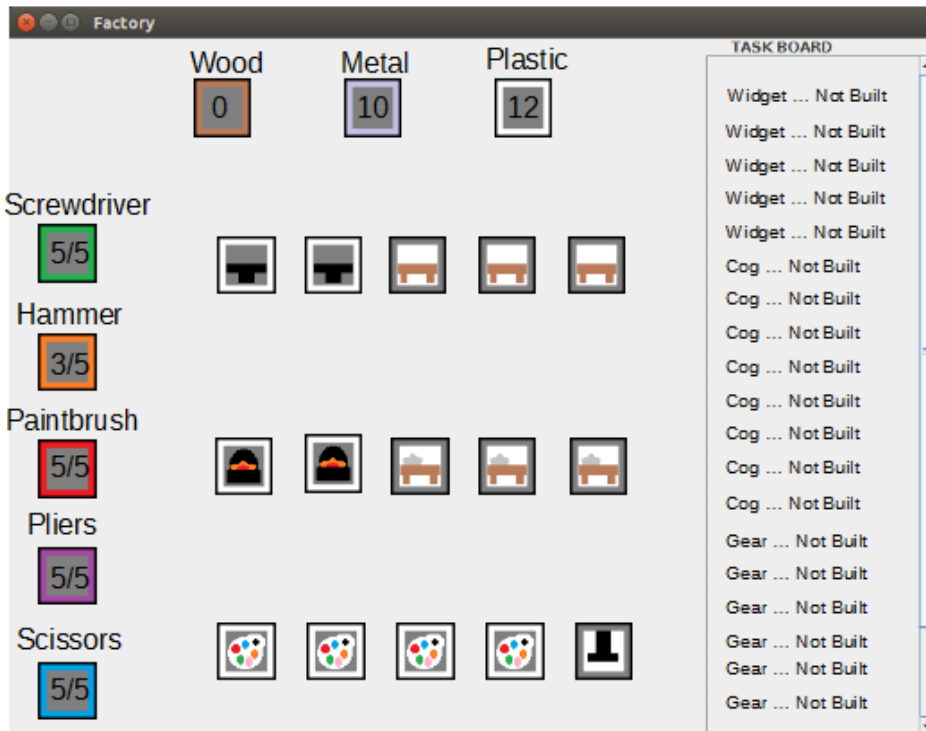 Factory
Wood
Metal
Plastic
0
10
12
Screwdriver
5/5
Hammer
3/5
Paintbrush
5/5
Pliers
5/5
Scissors
5/5
TASK BOARD
Widget ... Not Built
Widget ... Not Built
Widget ... Not Built
Widget ... Not Built
Widget ... Not Built
Cog ... Not Built
Cog ... Not Built
Cog ... Not Built
Cog ... Not Built
Cog ... Not Built
Cog ... Not Built
Cog ... Not Built
Cog ... Not Built
Gear ... Not Built
Gear ... Not Built
Gear ... Not Built
Gear ... Not Built
Gear ... Not Built
Gear ... Not Built